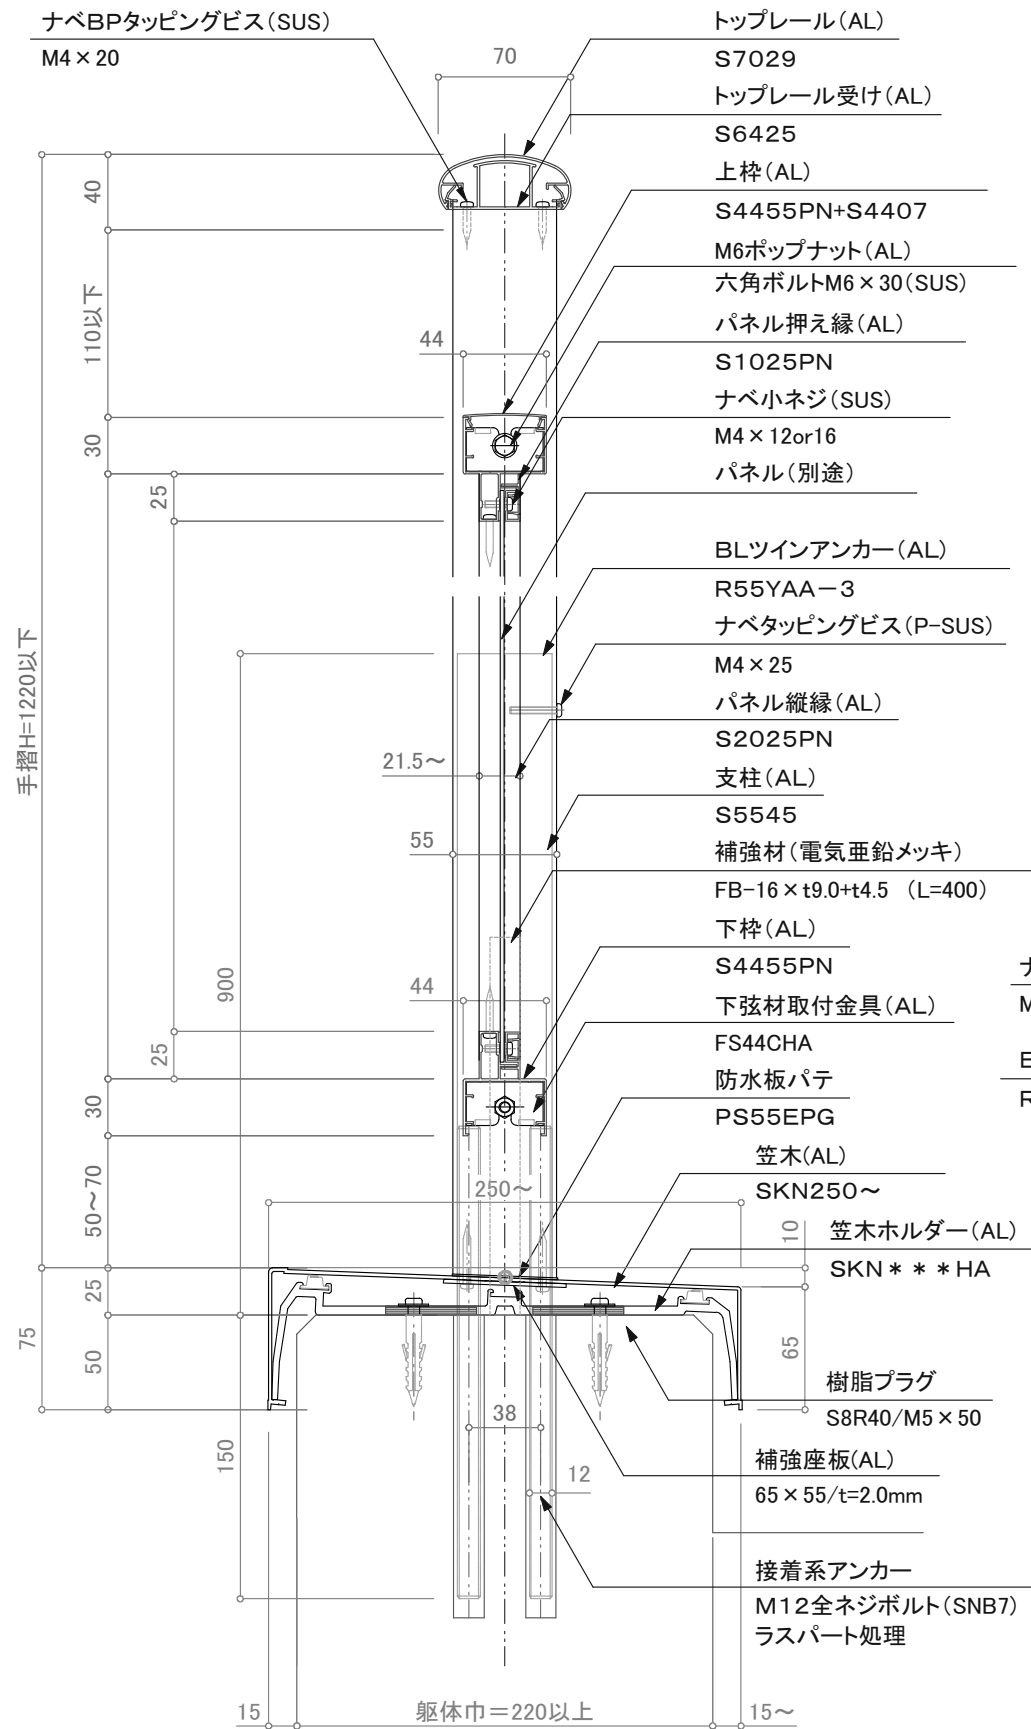 ナベBPタッピングビス(SUS)
M4×20
トップレール(AL)
S7029
トップレール受け(AL)
S6425
上枠(AL)
S4455PN+S4407
M6ポップナット(AL)
六角ボルトM6×30(SUS)
パネル押え縁(AL)
S1025PN
ナベ小ネジ(SUS)
M4×12or16
パネル(別途)
BLツインアンカー(AL)
R55YAA-3
ナベタッピングビス(P-SUS)
M4×25
パネル縦縁(AL)
S2025PN
支柱(AL)
S5545
補強材(電気亜鉛メッキ)
FB-16×t9.0+t4.5 (L=400)
下枠(AL)
S4455PN
下弦材取付金具(AL)
FS44CHA
防水板パテ
PS55EPG
笠木(AL)
SKN250~
笠木ホルダー(AL)
SKN***HA
樹脂プラグ
S8R40/M5×50
補強座板(AL)
65×55/t=2.0mm
接着系アンカー
M12全ネジボルト(SNB7)
ラスパート処理
70
40
110以下
44
30
25
手摺H=1220以下
21.5~
55
900
44
25
30
50~70
250~
10
25
75
50
65
38
150
12
15
躯体巾=220以上
15~
ナ
M
E
R